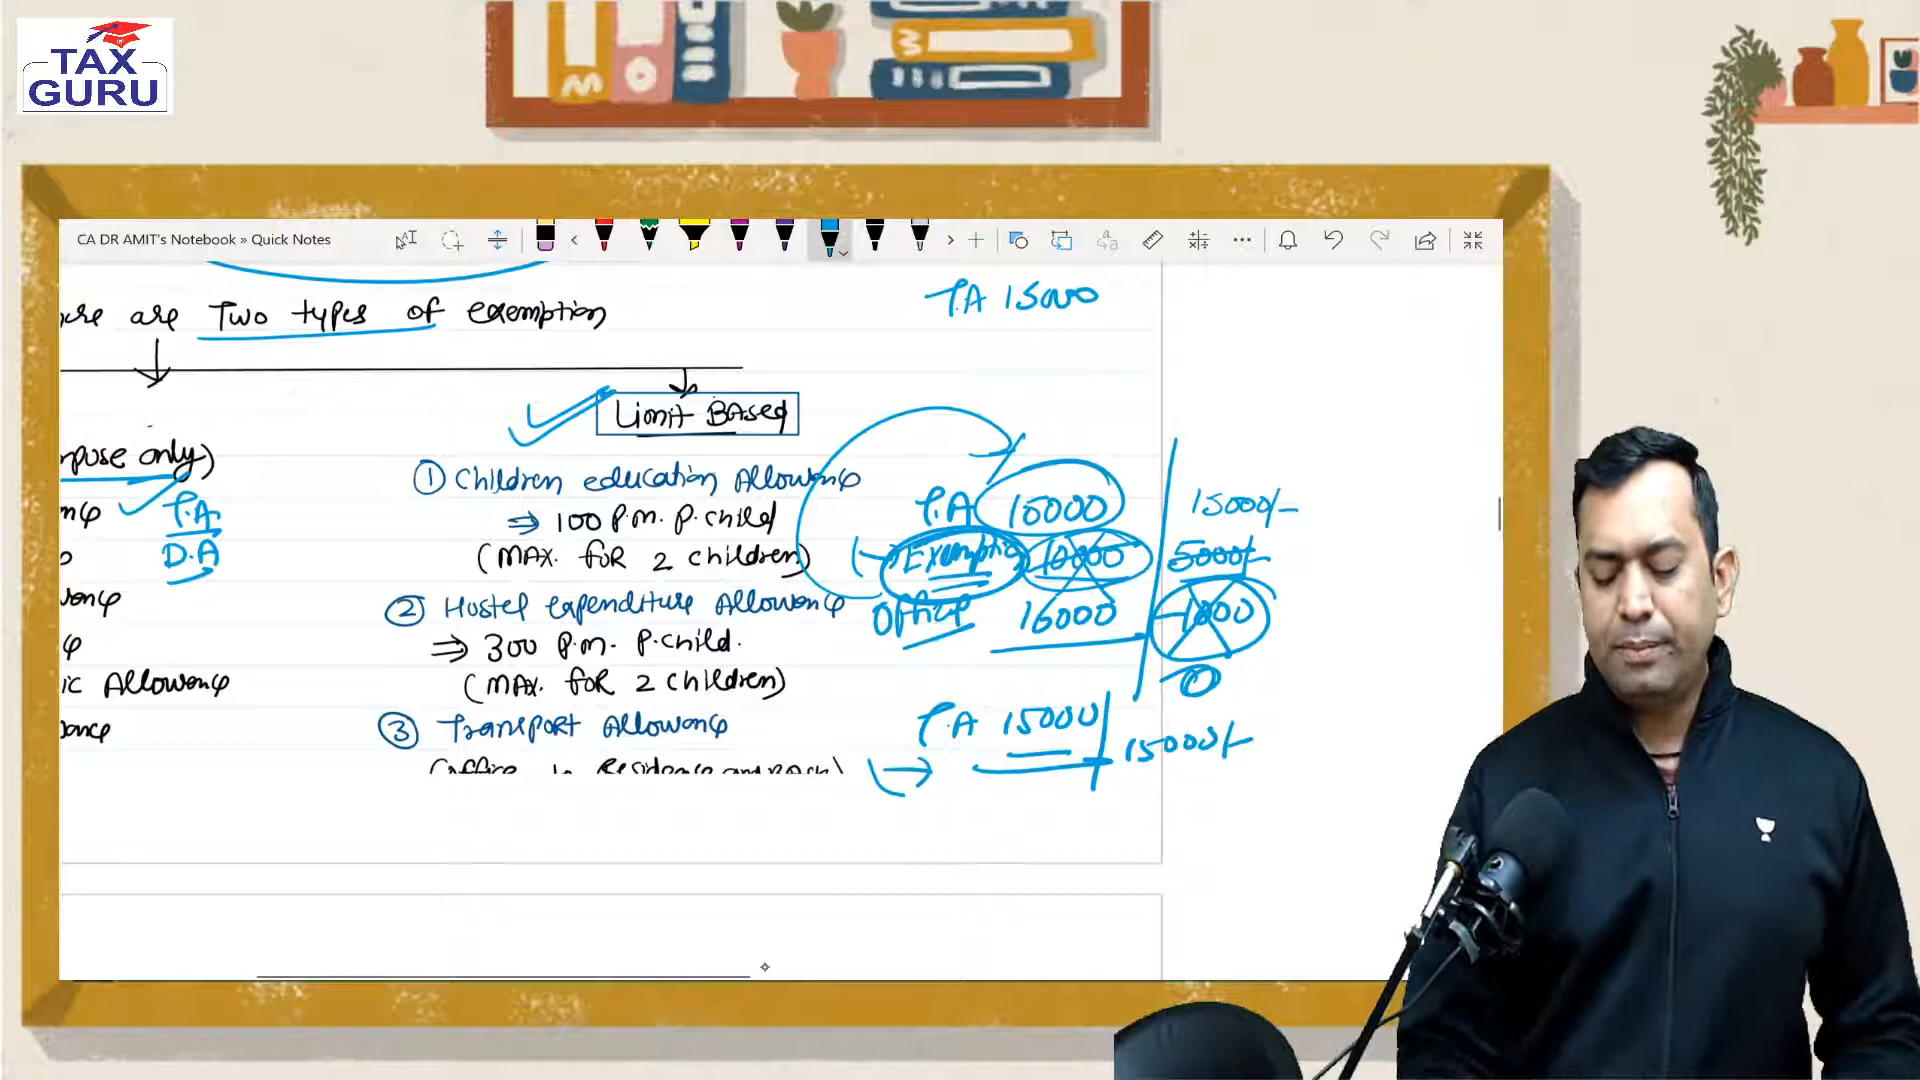 TAX
GURU
CA DR AMIT's Notebook » Quick Notes
are Two types of exemption
T.A 15000
Limit BAsed
only)
T.A
D.A
① Children education Allowance
⇒ 100 P.M. P.child
(MAX. FOR 2 children)
② Hostel expenditure Allowance
⇒ 300 P.M. P.child.
(MAX. FOR 2 children)
③ Transport Allowance
T.A 10000
Exemption 10000
Office 16000
15000/-
5000/-
-1000
0
T.A 15000
15000/-
ic Allowance